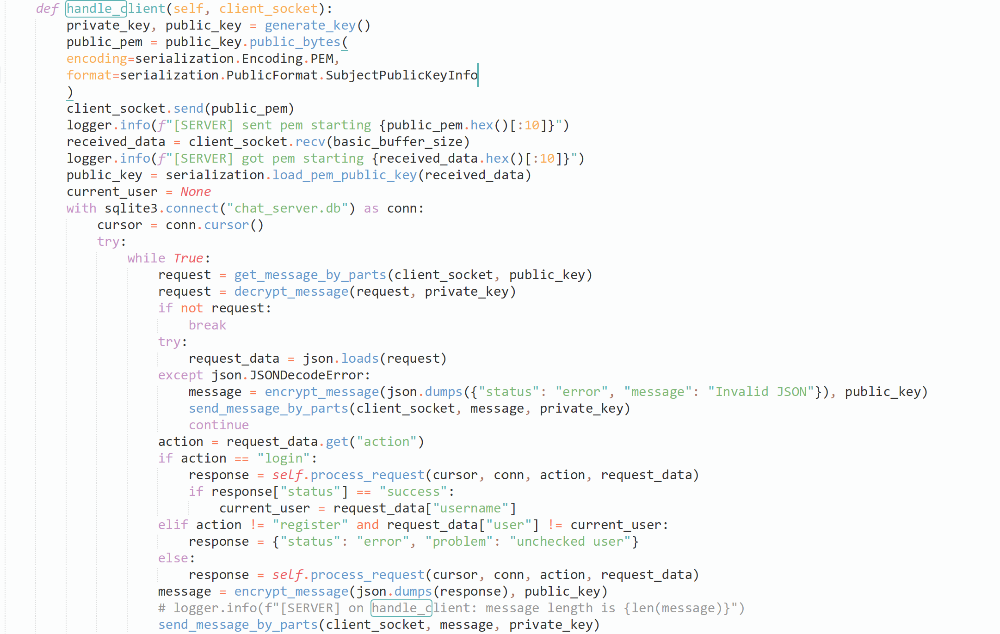 def handle_client(self, client_socket):
    private_key, public_key = generate_key()
    public_pem = public_key.public_bytes(
    encoding=serialization.Encoding.PEM,
    format=serialization.PublicFormat.SubjectPublicKeyInfo
    )
    client_socket.send(public_pem)
    logger.info(f"[SERVER] sent pem starting {public_pem.hex()[:10]}")
    received_data = client_socket.recv(basic_buffer_size)
    logger.info(f"[SERVER] got pem starting {received_data.hex()[:10]}")
    public_key = serialization.load_pem_public_key(received_data)
    current_user = None
    with sqlite3.connect("chat_server.db") as conn:
        cursor = conn.cursor()
        try:
            while True:
                request = get_message_by_parts(client_socket, public_key)
                request = decrypt_message(request, private_key)
                if not request:
                    break
                try:
                    request_data = json.loads(request)
                except json.JSONDecodeError:
                    message = encrypt_message(json.dumps({"status": "error", "message": "Invalid JSON"}), public_key)
                    send_message_by_parts(client_socket, message, private_key)
                    continue
                action = request_data.get("action")
                if action == "login":
                    response = self.process_request(cursor, conn, action, request_data)
                    if response["status"] == "success":
                        current_user = request_data["username"]
                elif action != "register" and request_data["user"] != current_user:
                    response = {"status": "error", "problem": "unchecked user"}
                else:
                    response = self.process_request(cursor, conn, action, request_data)
                message = encrypt_message(json.dumps(response), public_key)
                # logger.info(f"[SERVER] on handle_client: message length is {len(message)}")
                send_message_by_parts(client_socket, message, private_key)